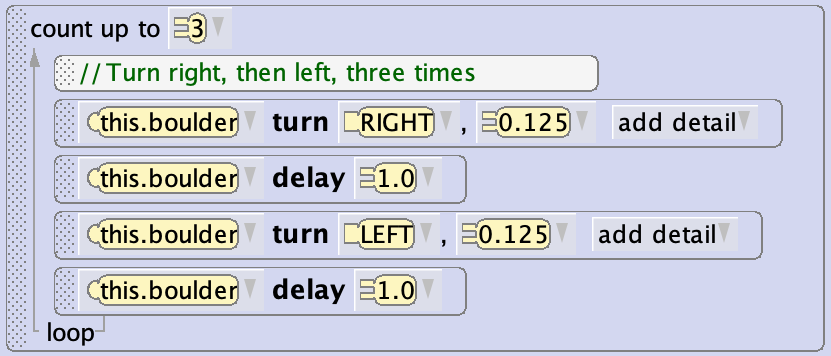 count up to 3
// Turn right, then left, three times
this.boulder turn RIGHT , 0.125 add detail
this.boulder delay 1.0
this.boulder turn LEFT , 0.125 add detail
this.boulder delay 1.0
loop